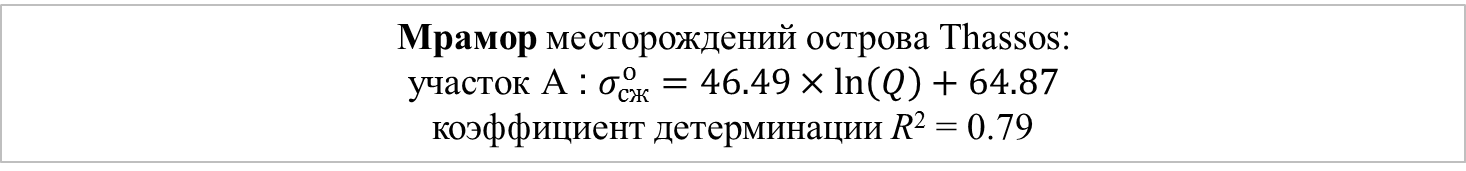 Мрамор месторождений острова Thassos:
участок А : σ°сж = 46.49 × ln(Q) + 64.87
коэффициент детерминации R² = 0.79